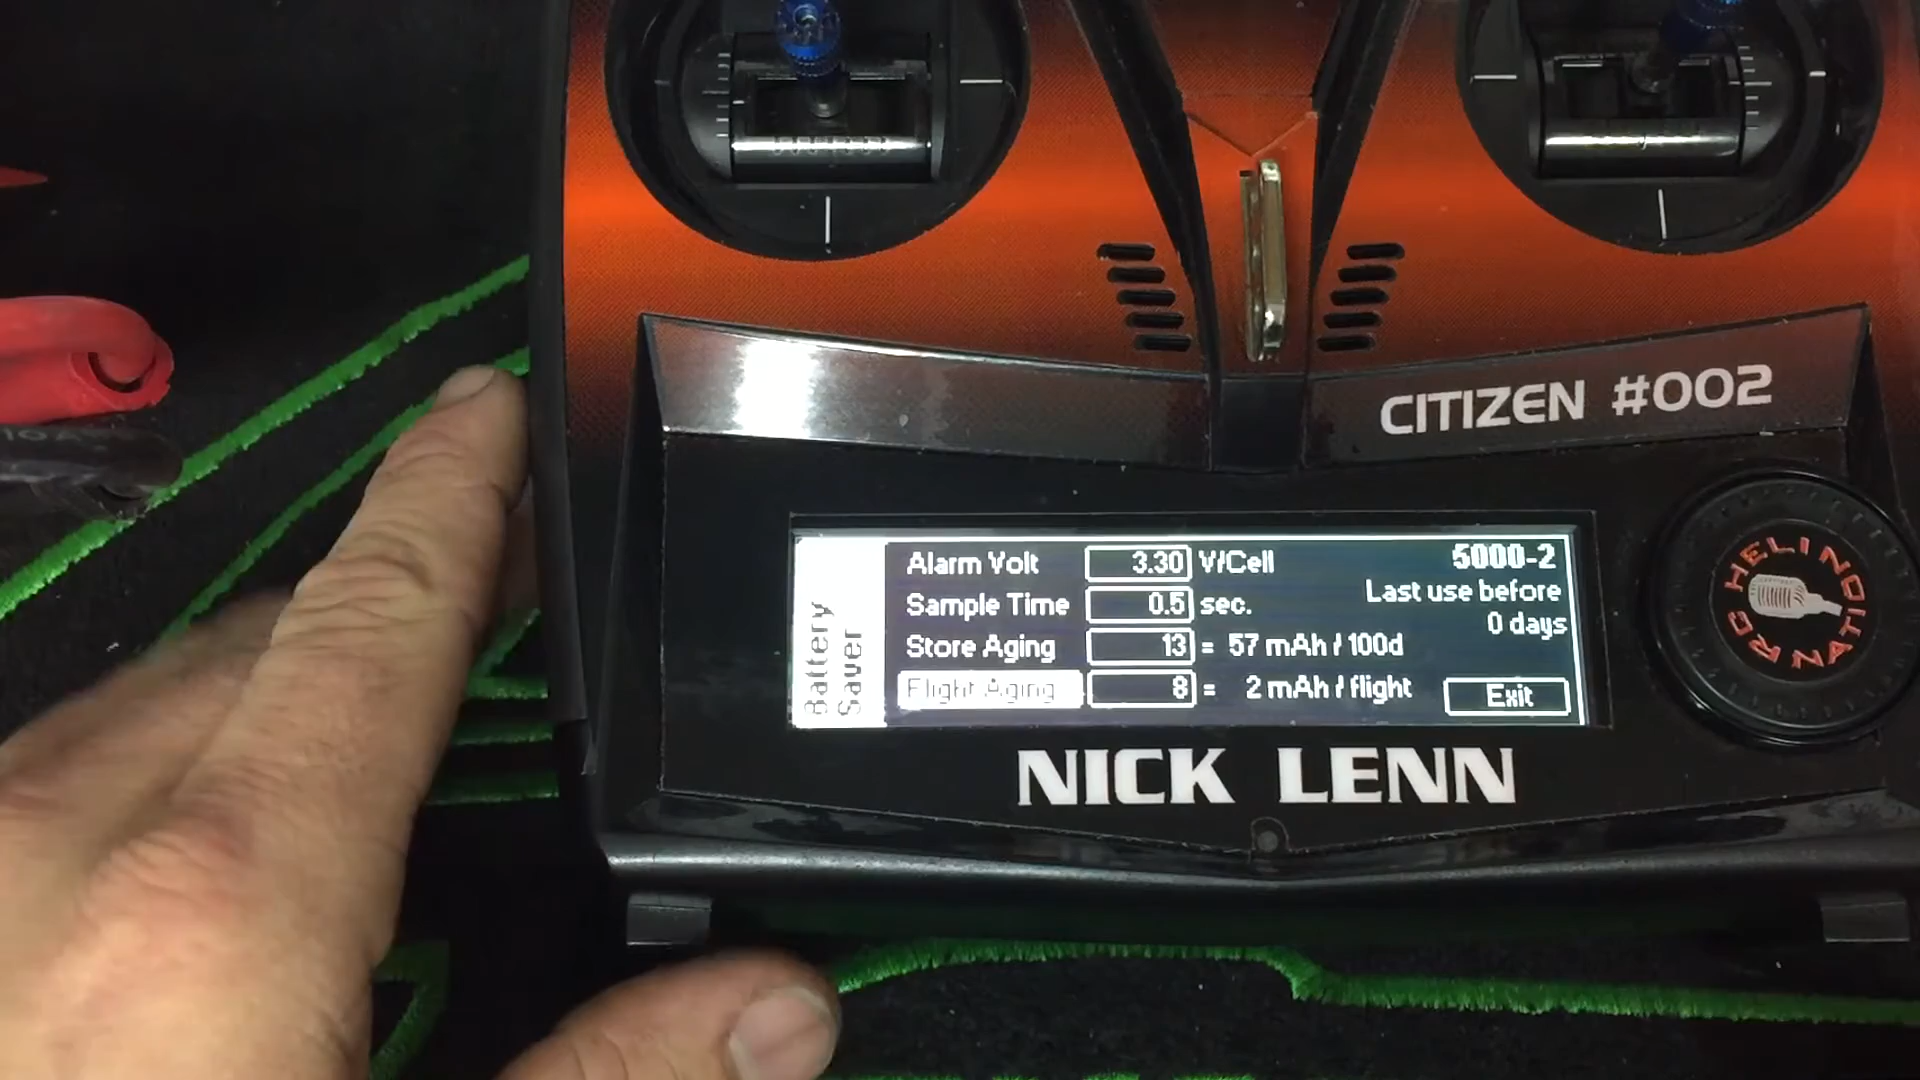 CITIZEN #002
Battery
Saver
Alarm Volt 3.30 V/Cell
Sample Time 0.5 sec.
Store Aging 13 = 57 mAh / 100d
Flight Aging 8 = 2 mAh / flight
5000-2
Last use before
0 days
Exit
RC HELI NATION
NICK LENN